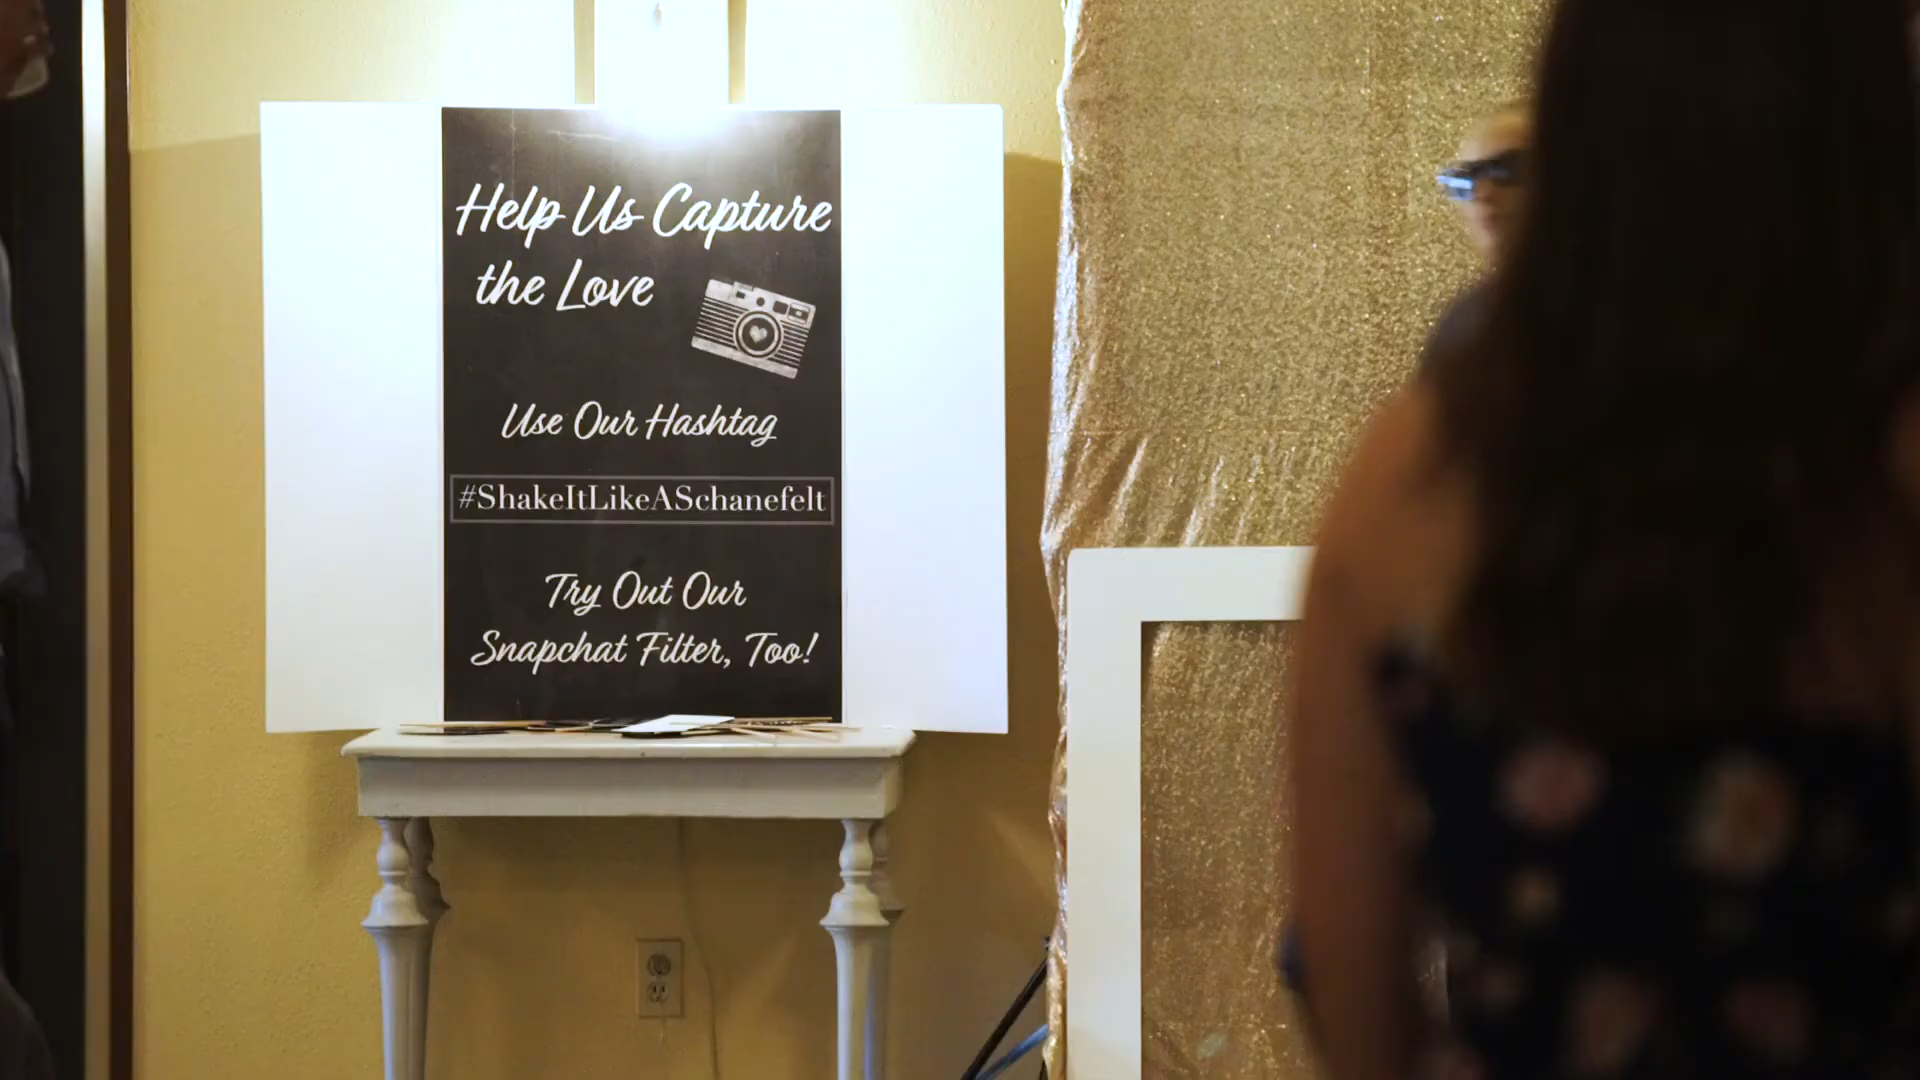 Help Us Capture
the Love
Use Our Hashtag
#ShakeItLikeASchanefelt
Try Out Our
Snapchat Filter, Too!